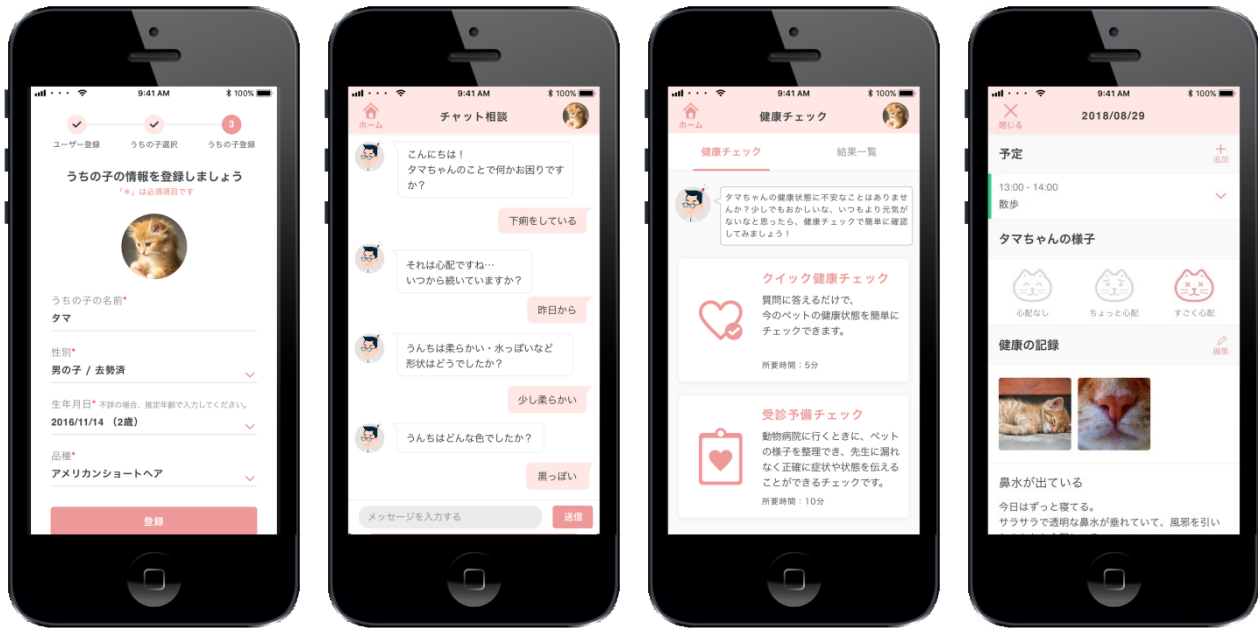 9:41 AM
100%
3
ユーザー登録
うちの子選択
うちの子登録
うちの子の情報を登録しましょう
「*」は必須項目です
うちの子の名前*
タマ
性別*
男の子 / 去勢済
生年月日* 不詳の場合、推定年齢で入力してください。
2016/11/14 （2歳）
品種*
アメリカンショートヘア
登録
9:41 AM
100%
ホーム
チャット相談
こんにちは！
タマちゃんのことで何かお困りです
か？
下痢をしている
それは心配ですね…
いつから続いていますか？
昨日から
うんちは柔らかい・水っぽいなど
形状はどうでしたか？
少し柔らかい
うんちはどんな色でしたか？
黒っぽい
メッセージを入力する
送信
9:41 AM
100%
ホーム
健康チェック
健康チェック
結果一覧
タマちゃんの健康状態に不安なことはありませ
んか？少しでもおかしいな、いつもより元気が
ないなと思ったら、健康チェックで簡単に確認
してみましょう！
クイック健康チェック
質問に答えるだけで、
今のペットの健康状態を簡単に
チェックできます。
所要時間：5分
受診予備チェック
動物病院に行くときに、ペット
の様子を整理でき、先生に漏れ
なく正確に症状や状態を伝える
ことができるチェックです。
所要時間：10分
9:41 AM
100%
閉じる
2018/08/29
予定
追加
13:00 - 14:00
散歩
タマちゃんの様子
心配なし
ちょっと心配
すごく心配
健康の記録
編集
鼻水が出ている
今日はずっと寝てる。
サラサラで透明な鼻水が垂れていて、風邪を引い